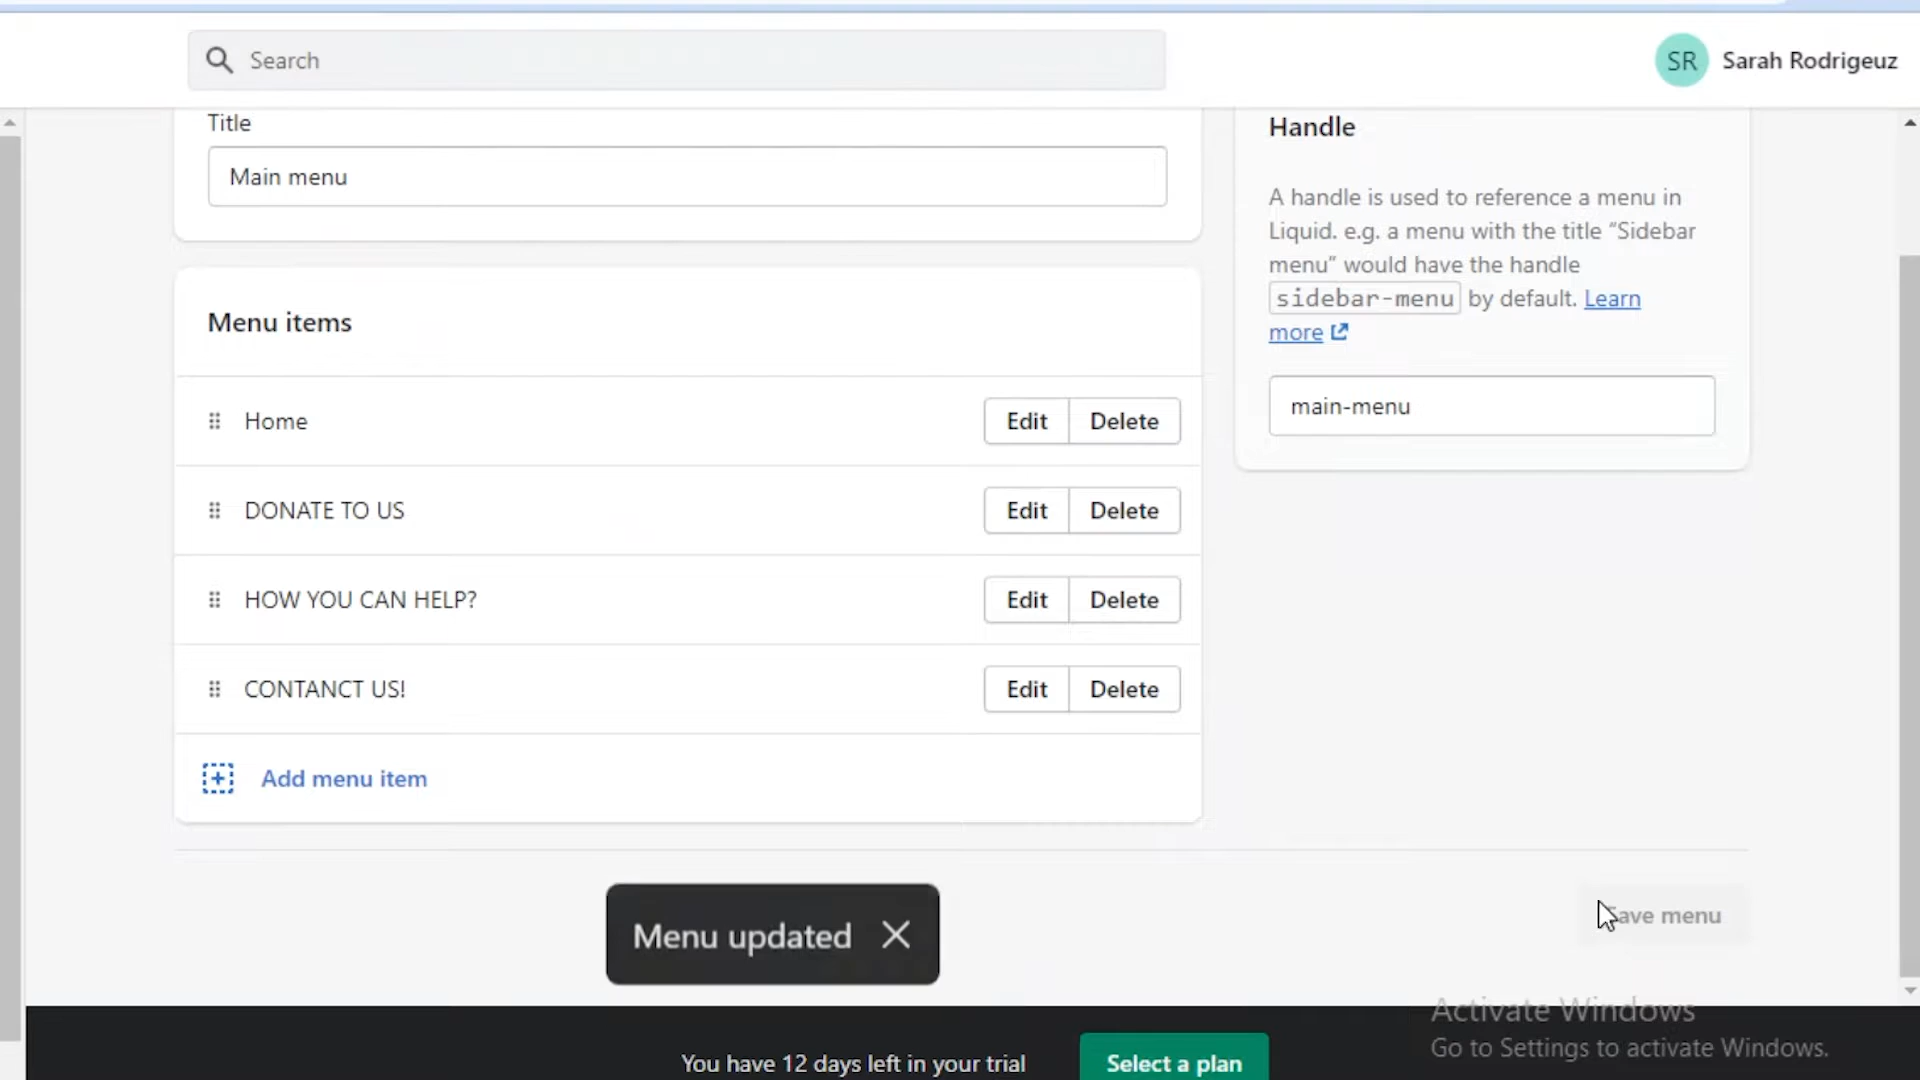 Search
SR Sarah Rodrigeuz
Title
Main menu
Handle
A handle is used to reference a menu in
Liquid. e.g. a menu with the title “Sidebar
menu” would have the handle
sidebar-menu by default. Learn
more
main-menu
Menu items
Home Edit Delete
DONATE TO US Edit Delete
HOW YOU CAN HELP? Edit Delete
CONTANCT US! Edit Delete
Add menu item
Menu updated
Save menu
Activate Windows
Go to Settings to activate Windows.
You have 12 days left in your trial Select a plan